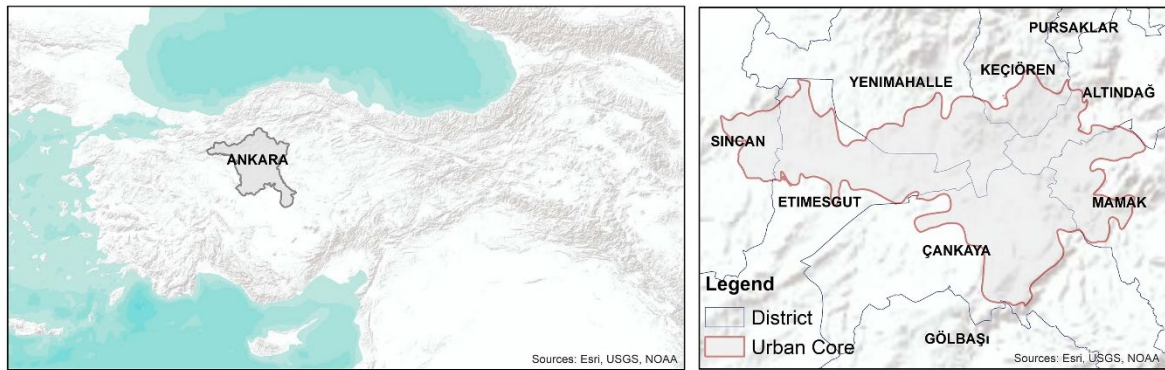 ANKARA
Sources: Esri, USGS, NOAA
PURSAKLAR
KEÇIÖREN
YENIMAHALLE
ALTINDAĞ
SINCAN
ETIMESGUT
MAMAK
ÇANKAYA
Legend
District
Urban Core
GÖLBAŞı
Sources: Esri, USGS, NOAA